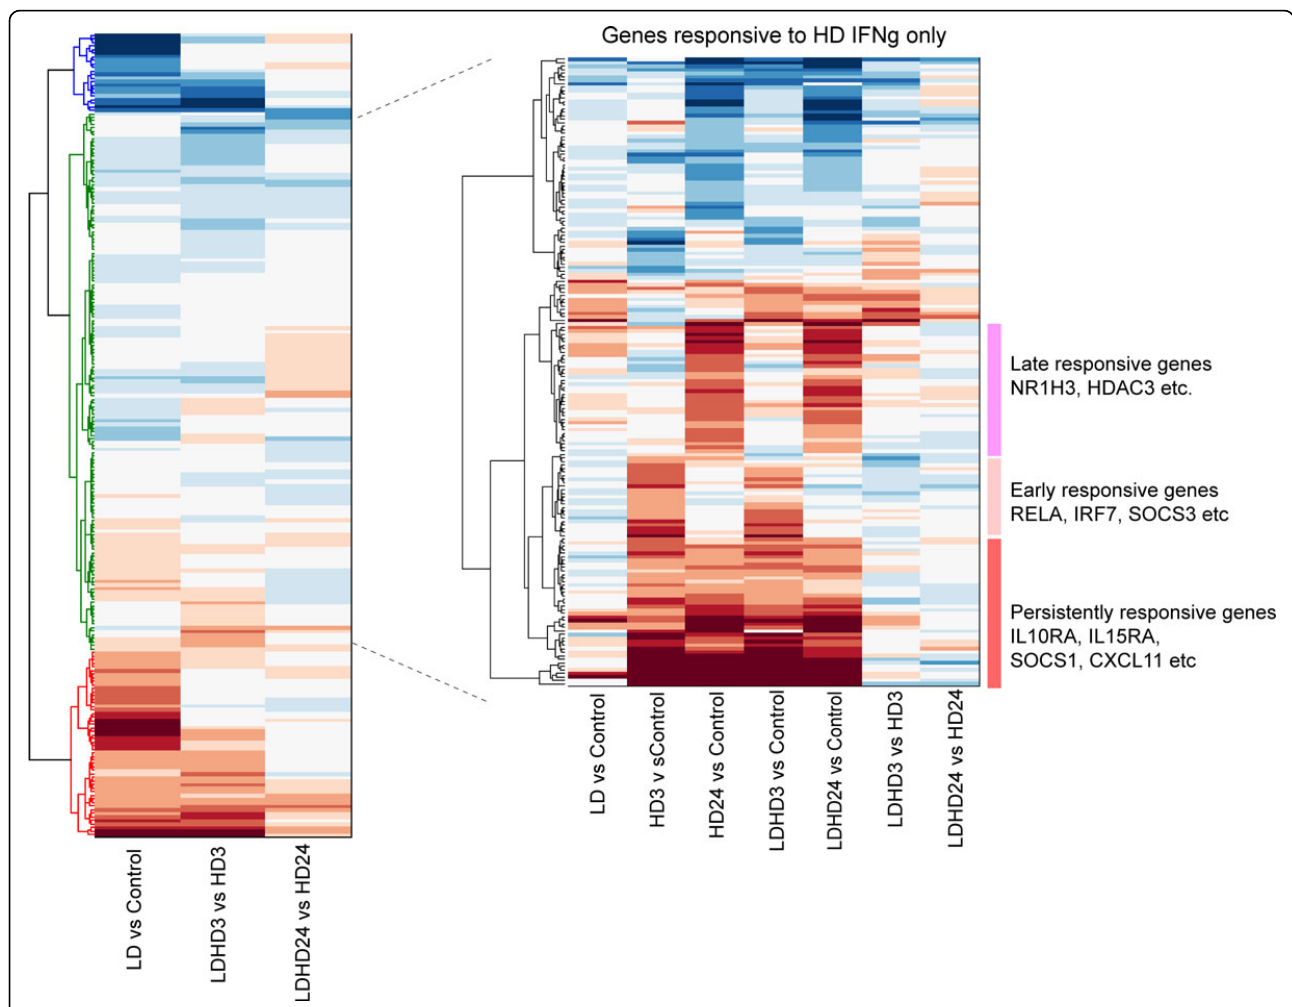 Genes responsive to HD IFNg only
Late responsive genes
NR1H3, HDAC3 etc.
Early responsive genes
RELA, IRF7, SOCS3 etc
Persistently responsive genes
IL10RA, IL15RA,
SOCS1, CXCL11 etc
LD vs Control
LDHD3 vs HD3
LDHD24 vs HD24
LD vs Control
HD3 v sControl
HD24 vs Control
LDHD3 vs Control
LDHD24 vs Control
LDHD3 vs HD3
LDHD24 vs HD24